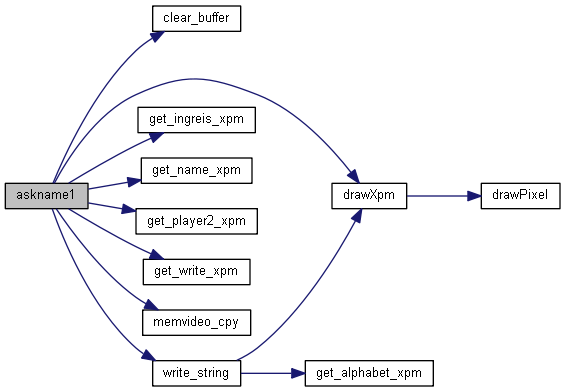 clear_buffer
get_ingreis_xpm
get_name_xpm
askname1
drawXpm
drawPixel
get_player2_xpm
get_write_xpm
memvideo_cpy
write_string
get_alphabet_xpm